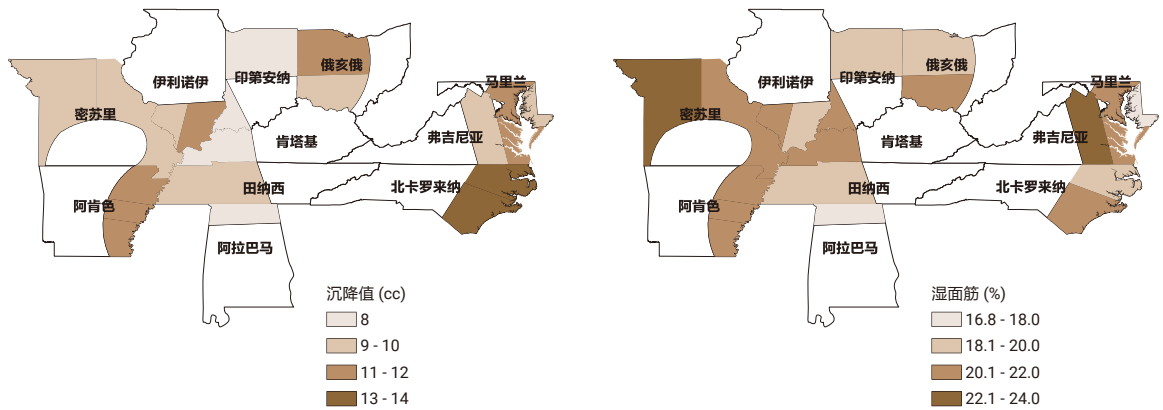 伊利诺伊
印第安纳
俄亥俄
密苏里
肯塔基
弗吉尼亚
马里兰
阿肯色
田纳西
北卡罗来纳
阿拉巴马
沉降值 (cc)
8
9 - 10
11 - 12
13 - 14
伊利诺伊
印第安纳
俄亥俄
密苏里
肯塔基
弗吉尼亚
马里兰
阿肯色
田纳西
北卡罗来纳
阿拉巴马
湿面筋 (%)
16.8 - 18.0
18.1 - 20.0
20.1 - 22.0
22.1 - 24.0